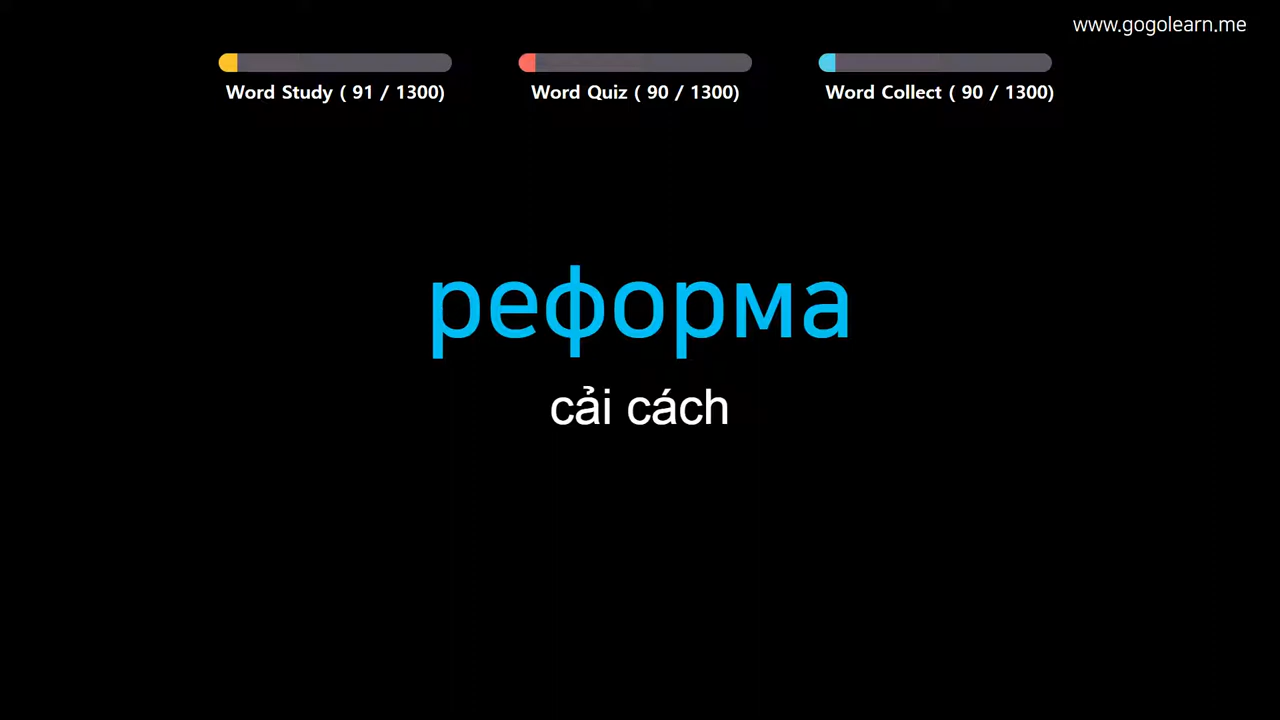 www.gogolearn.me
Word Study ( 91 / 1300)
Word Quiz ( 90 / 1300)
Word Collect ( 90 / 1300)
реформа
cải cách